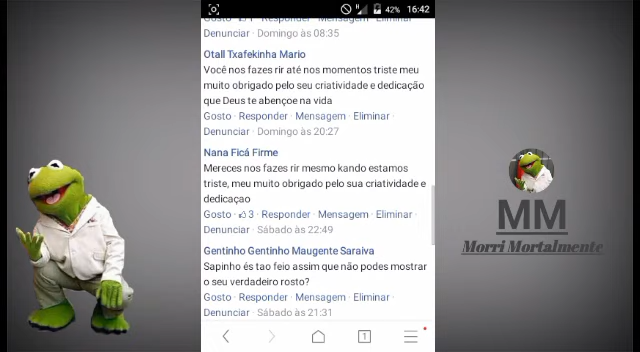 42% 16:42
Gosto · 1 · Responder · Mensagem · Eliminar ·
Denunciar · Domingo às 08:35
Otall Txafekinha Mario
Você nos fazes rir até nos momentos triste meu
muito obrigado pelo seu criatividade e dedicação
que Deus te abençoe na vida
Gosto · Responder · Mensagem · Eliminar ·
Denunciar · Domingo às 20:27
Nana Ficá Firme
Mereces nos fazes rir mesmo kando estamos
triste, meu muito obrigado pelo sua criatividade e
dedicaçao
Gosto · 3 · Responder · Mensagem · Eliminar ·
Denunciar · Sábado às 22:49
Gentinho Gentinho Maugente Saraiva
Sapinho és tao feio assim que não podes mostrar
o seu verdadeiro rosto?
Gosto · Responder · Mensagem · Eliminar ·
Denunciar · Sábado às 21:31
1
MM
Morri Mortalmente